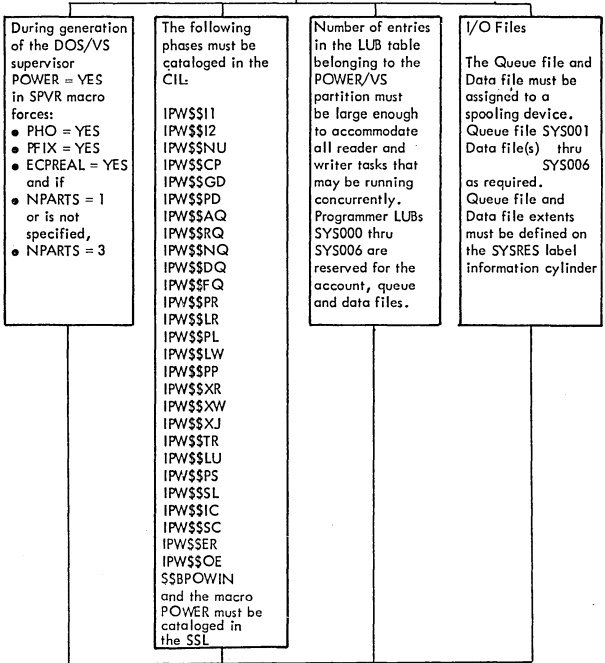 During generation
of the DOS/VS
supervisor
POWER = YES
in SPVR macro
forces:
• PHO = YES
• PFIX = YES
• ECPREAL = YES
and if
• NPARTS = 1
or is not
specified,
• NPARTS = 3
The following
phases must be
cataloged in the
CIL:
IPW$$I1
IPW$$I2
IPW$$NU
IPW$$CP
IPW$$GD
IPW$$PD
IPW$$AQ
IPW$$RQ
IPW$$NQ
IPW$$DQ
IPW$$FQ
IPW$$PR
IPW$$LR
IPW$$PL
IPW$$LW
IPW$$PP
IPW$$XR
IPW$$XW
IPW$$XJ
IPW$$TR
IPW$$LU
IPW$$PS
IPW$$SL
IPW$$IC
IPW$$SC
IPW$$ER
IPW$$OE
$$BPOWIN
and the macro
POWER must be
cataloged in
the SSL
Number of entries
in the LUB table
belonging to the
POWER/VS
partition must
be large enough
to accommodate
all reader and
writer tasks that
may be running
concurrently.
Programmer LUBs
SYS000 thru
SYS006 are
reserved for the
account, queue
and data files.
I/O Files
The Queue file and
Data file must be
assigned to a
spooling device.
Queue file SYS001
Data file(s) thru
SYS006
as required.
Queue file and
Data file extents
must be defined on
the SYSRES label
information cylinder